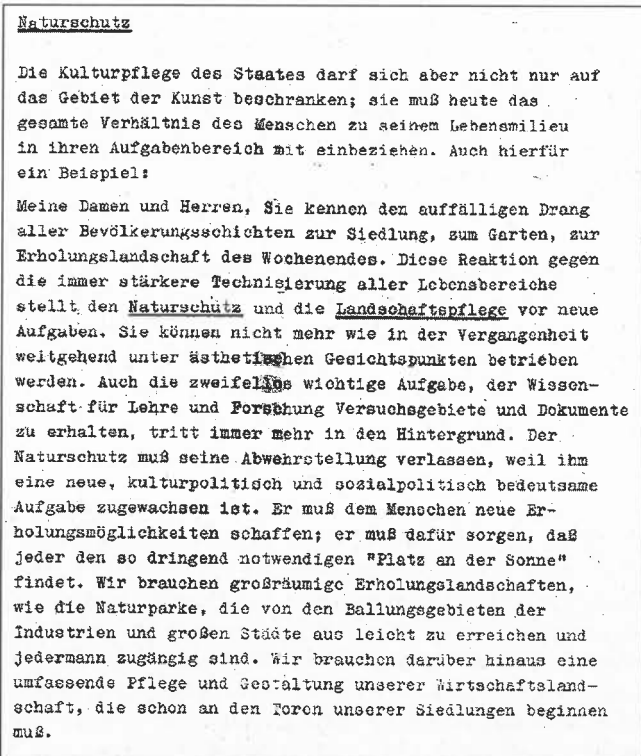 Naturschutz
Die Kulturpflege des Staates darf sich aber nicht nur auf
das Gebiet der Kunst beschranken; sie muß heute das
gesamte Verhältnis des Menschen zu seinem Lebensmilieu
in ihren Aufgabenbereich mit einbeziehen. Auch hierfür
ein Beispiel:
Meine Damen und Herren, Sie kennen den auffälligen Drang
aller Bevölkerungsschichten zur Siedlung, zum Garten, zur
Erholungslandschaft des Wochenendes. Diese Reaktion gegen
die immer stärkere Technisierung aller Lebensbereiche
stellt den Naturschutz und die Landschaftspflege vor neue
Aufgaben. Sie können nicht mehr wie in der Vergangenheit
weitgehend unter ästhetischen Gesichtspunkten betrieben
werden. Auch die zweifellos wichtige Aufgabe, der Wissen-
schaft für Lehre und Forschung Versuchsgebiete und Dokumente
zu erhalten, tritt immer mehr in den Hintergrund. Der
Naturschutz muß seine Abwehrstellung verlassen, weil ihm
eine neue, kulturpolitisch und sozialpolitisch bedeutsame
Aufgabe zugewachsen ist. Er muß dem Menschen neue Er-
holungsmöglichkeiten schaffen; er muß dafür sorgen, daß
jeder den so dringend notwendigen "Platz an der Sonne"
findet. Wir brauchen großräumige Erholungslandschaften,
wie die Naturparke, die von den Ballungsgebieten der
Industrien und großen Städte aus leicht zu erreichen und
jedermann zugängig sind. Wir brauchen darüber hinaus eine
umfassende Pflege und Gestaltung unserer Wirtschaftsland-
schaft, die schon an den Toren unserer Siedlungen beginnen
muß.